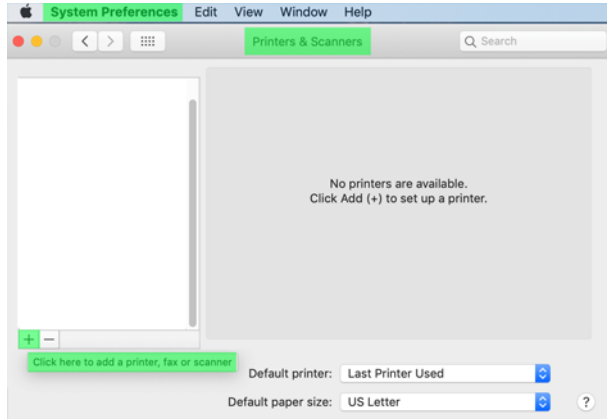 System Preferences Edit View Window Help
Printers & Scanners
Search
No printers are available.
Click Add (+) to set up a printer.
+ −
Click here to add a printer, fax or scanner
Default printer: Last Printer Used
Default paper size: US Letter
?